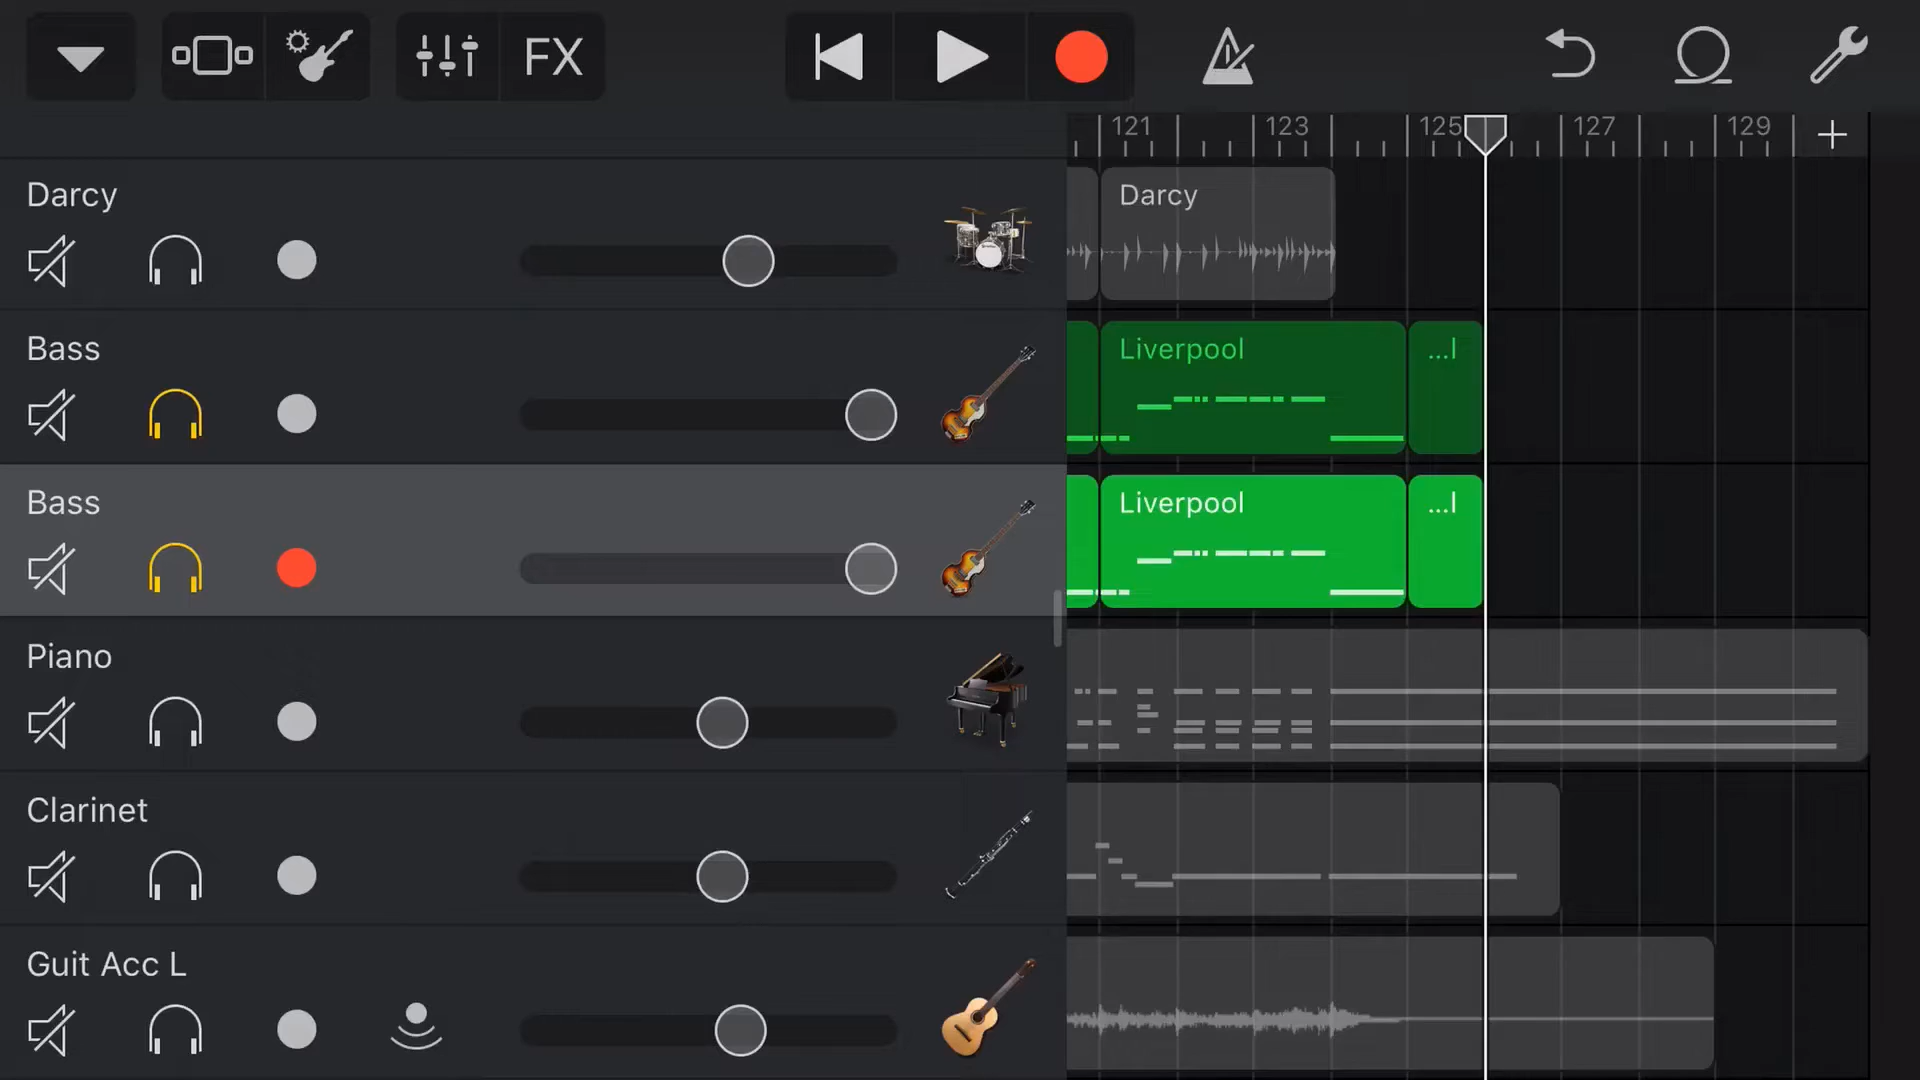 FX
121 123 125 127 129
Darcy
Darcy
Bass
Liverpool
...l
Bass
Liverpool
...l
Piano
Clarinet
Guit Acc L